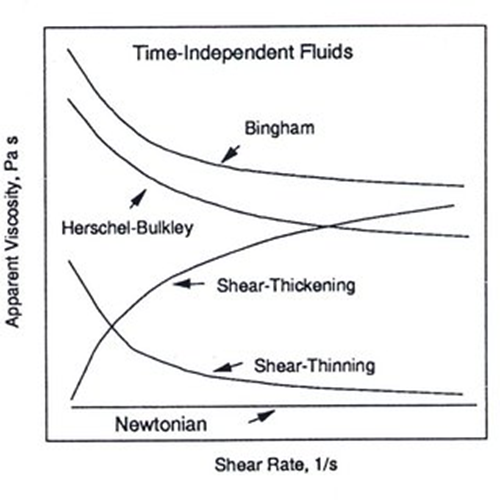 Time-Independent Fluids
Bingham
Herschel-Bulkley
Shear-Thickening
Shear-Thinning
Newtonian
Apparent Viscosity, Pa s
Shear Rate, 1/s